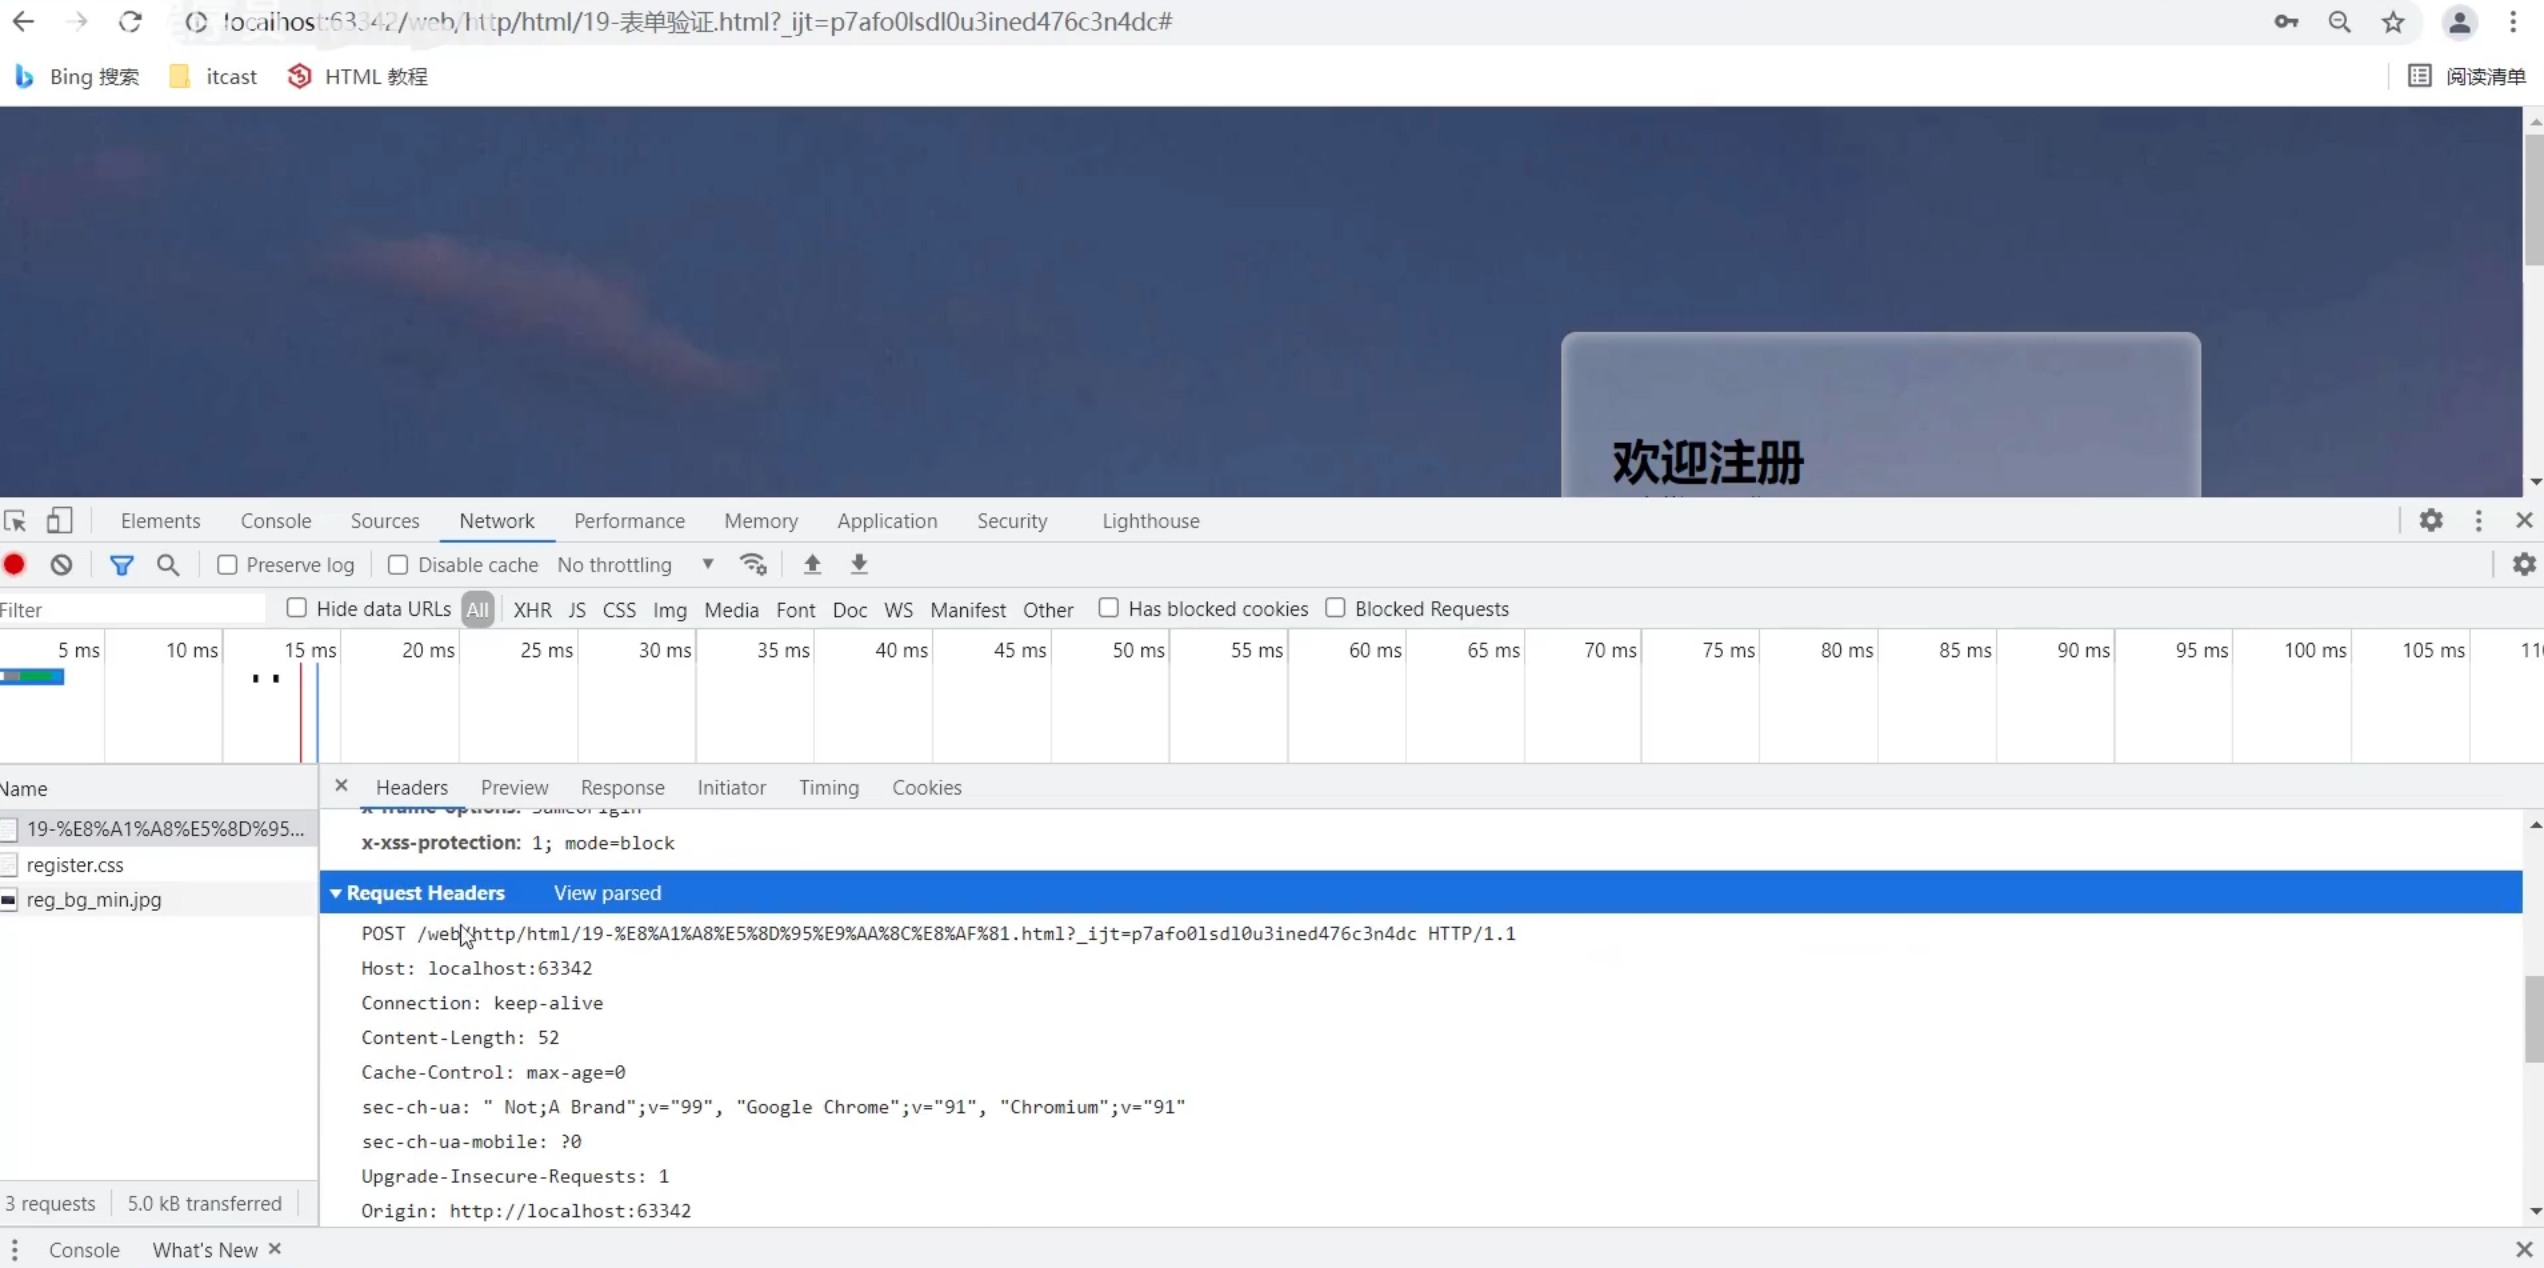 localhost:63342/web/http/html/19-表单验证.html?_ijt=p7afo0lsdl0u3ined476c3n4dc#
Bing 搜索 itcast HTML 教程 阅读清单
欢迎注册
Elements Console Sources Network Performance Memory Application Security Lighthouse
Preserve log Disable cache No throttling
Filter Hide data URLs All XHR JS CSS Img Media Font Doc WS Manifest Other Has blocked cookies Blocked Requests
5 ms 10 ms 15 ms 20 ms 25 ms 30 ms 35 ms 40 ms 45 ms 50 ms 55 ms 60 ms 65 ms 70 ms 75 ms 80 ms 85 ms 90 ms 95 ms 100 ms 105 ms
Name
19-%E8%A1%A8%E5%8D%95...
register.css
reg_bg_min.jpg
3 requests 5.0 kB transferred
Headers Preview Response Initiator Timing Cookies
x-frame-options: SameOrigin
x-xss-protection: 1; mode=block
Request Headers View parsed
POST /web/http/html/19-%E8%A1%A8%E5%8D%95%E9%AA%8C%E8%AF%81.html?_ijt=p7afo0lsdl0u3ined476c3n4dc HTTP/1.1
Host: localhost:63342
Connection: keep-alive
Content-Length: 52
Cache-Control: max-age=0
sec-ch-ua: " Not;A Brand";v="99", "Google Chrome";v="91", "Chromium";v="91"
sec-ch-ua-mobile: ?0
Upgrade-Insecure-Requests: 1
Origin: http://localhost:63342
Console What's New